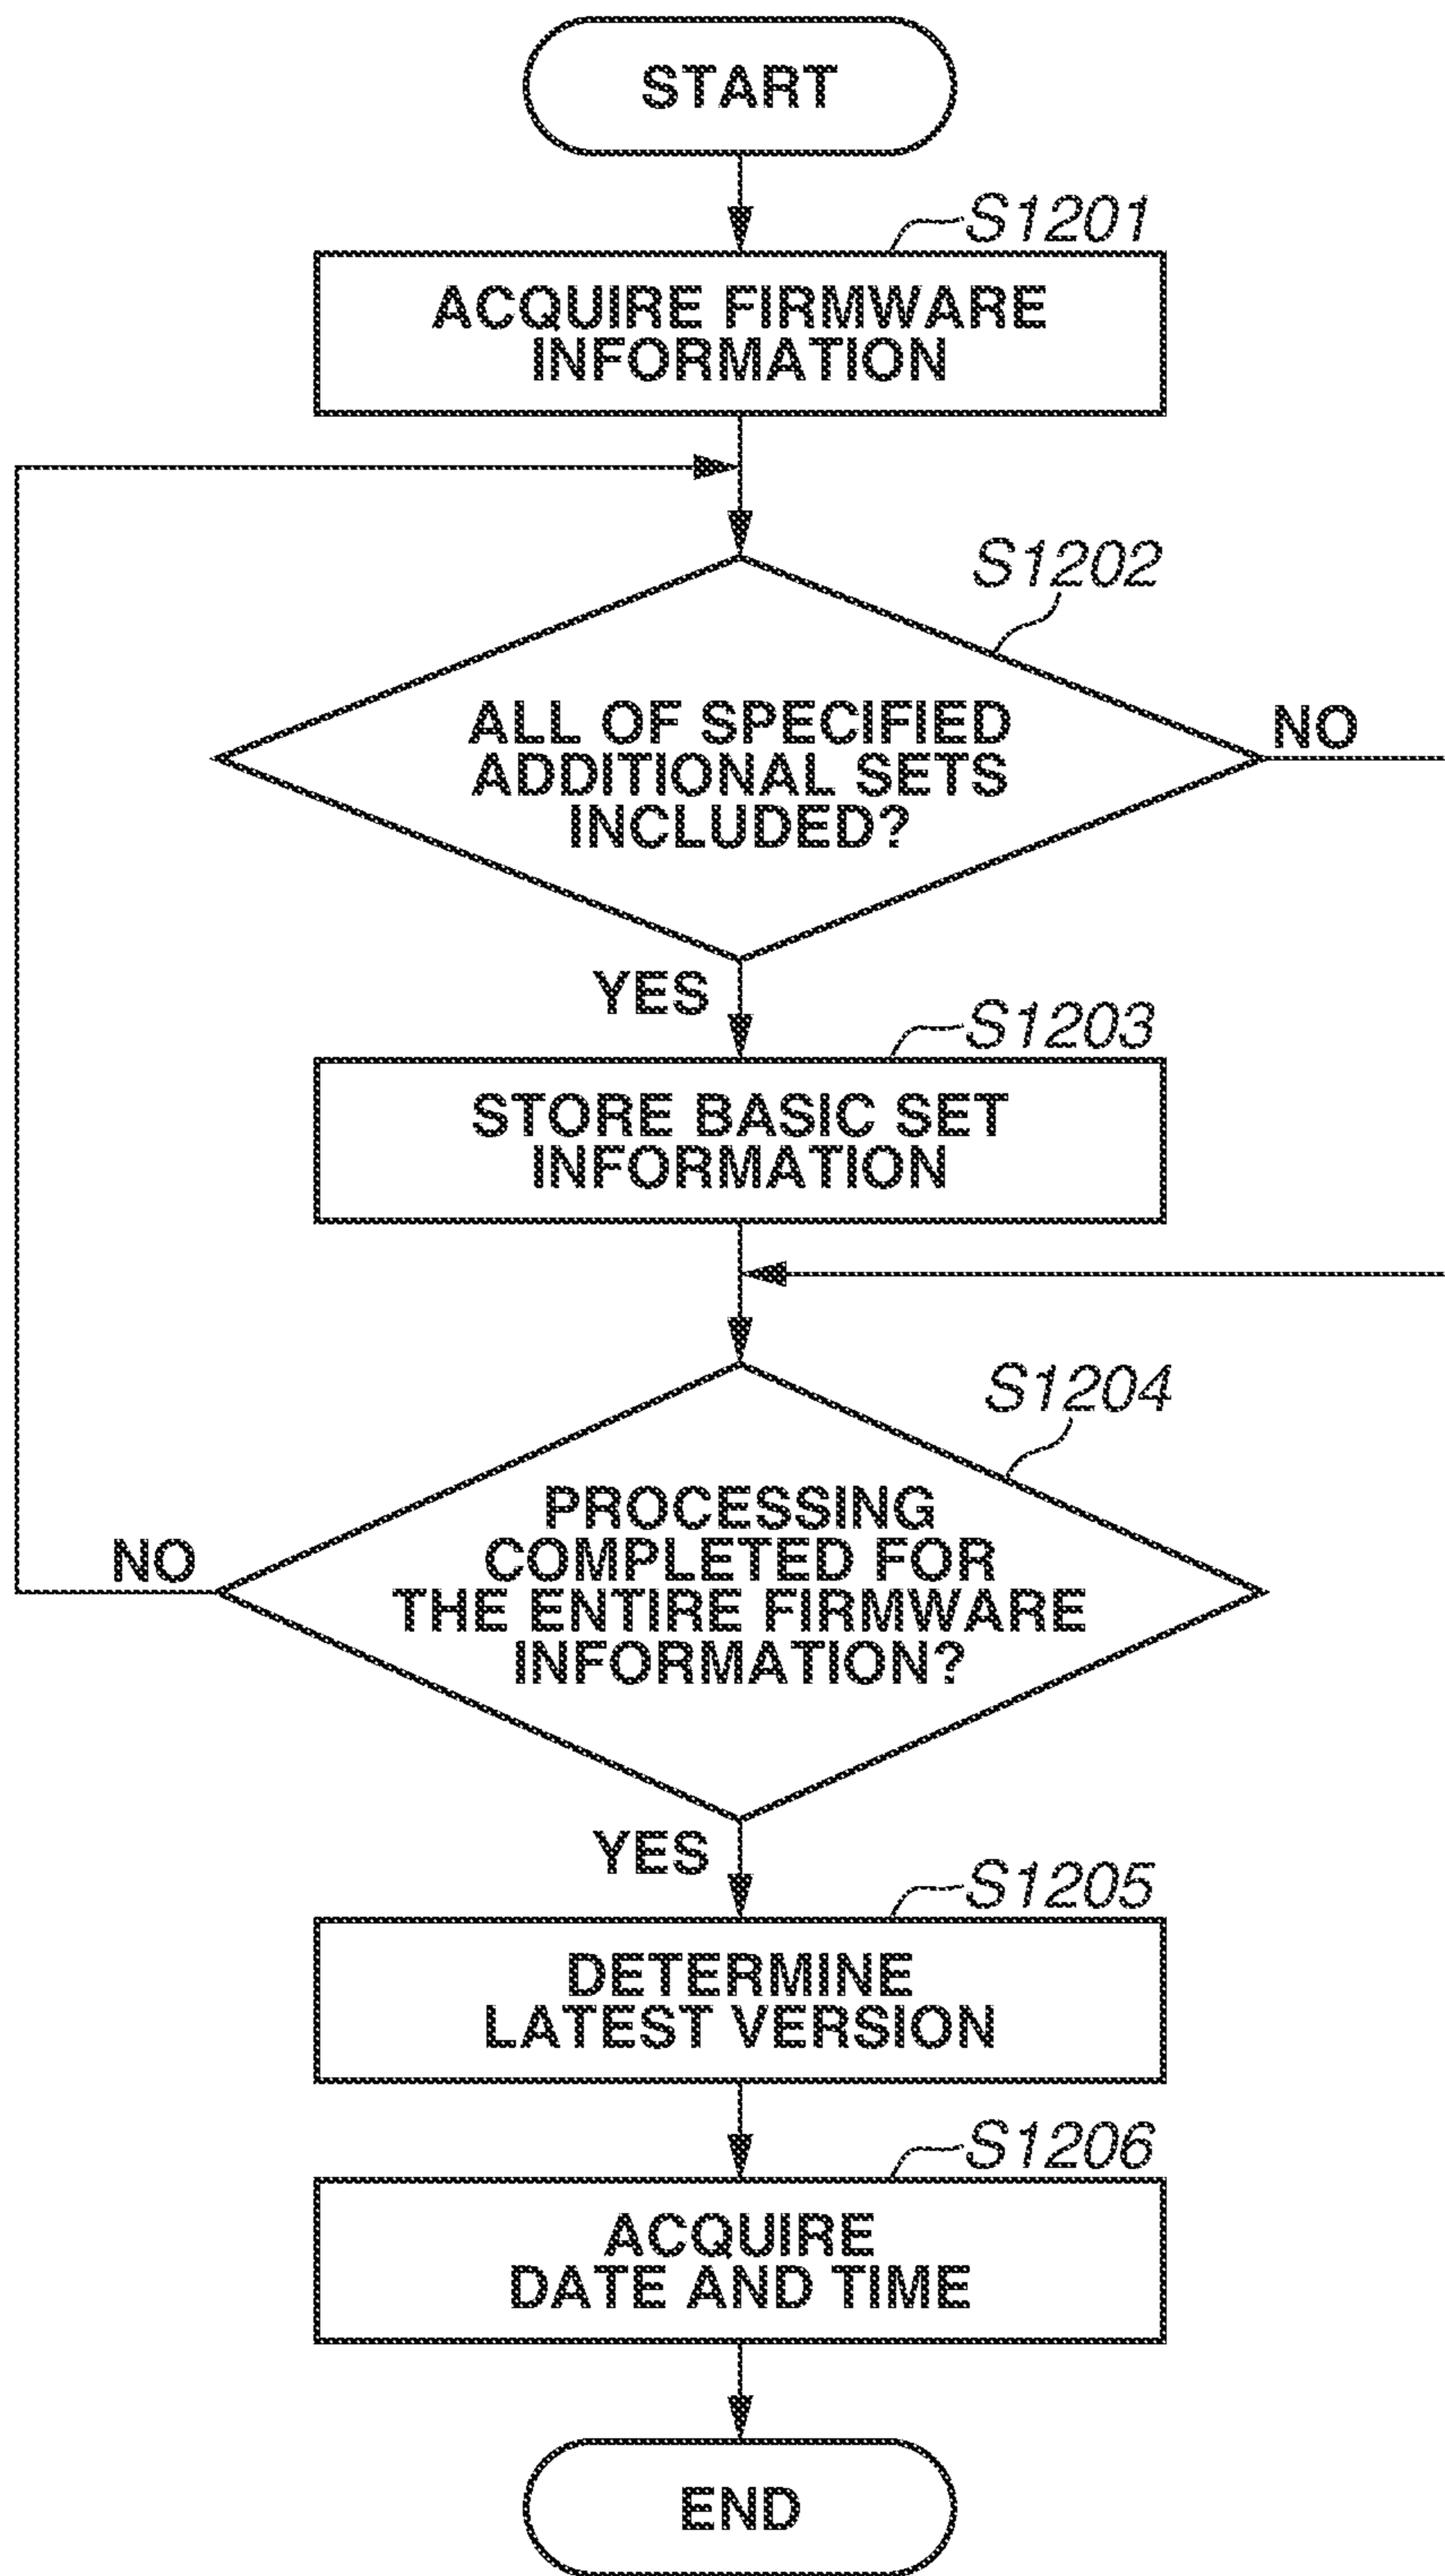 START
S1201
ACQUIRE FIRMWARE
INFORMATION
S1202
ALL OF SPECIFIED
ADDITIONAL SETS
INCLUDED?
NO
YES
S1203
STORE BASIC SET
INFORMATION
S1204
PROCESSING
COMPLETED FOR
THE ENTIRE FIRMWARE
INFORMATION?
NO
YES
S1205
DETERMINE
LATEST VERSION
S1206
ACQUIRE
DATE AND TIME
END